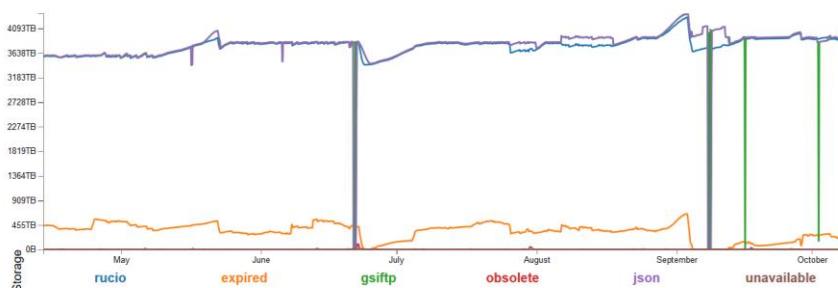 4093TB
3638TB
3183TB
2728TB
2274TB
1819TB
1364TB
909TB
455TB
0B
May June July August September October
Storage
rucio expired gsiftp obsolete json unavailable